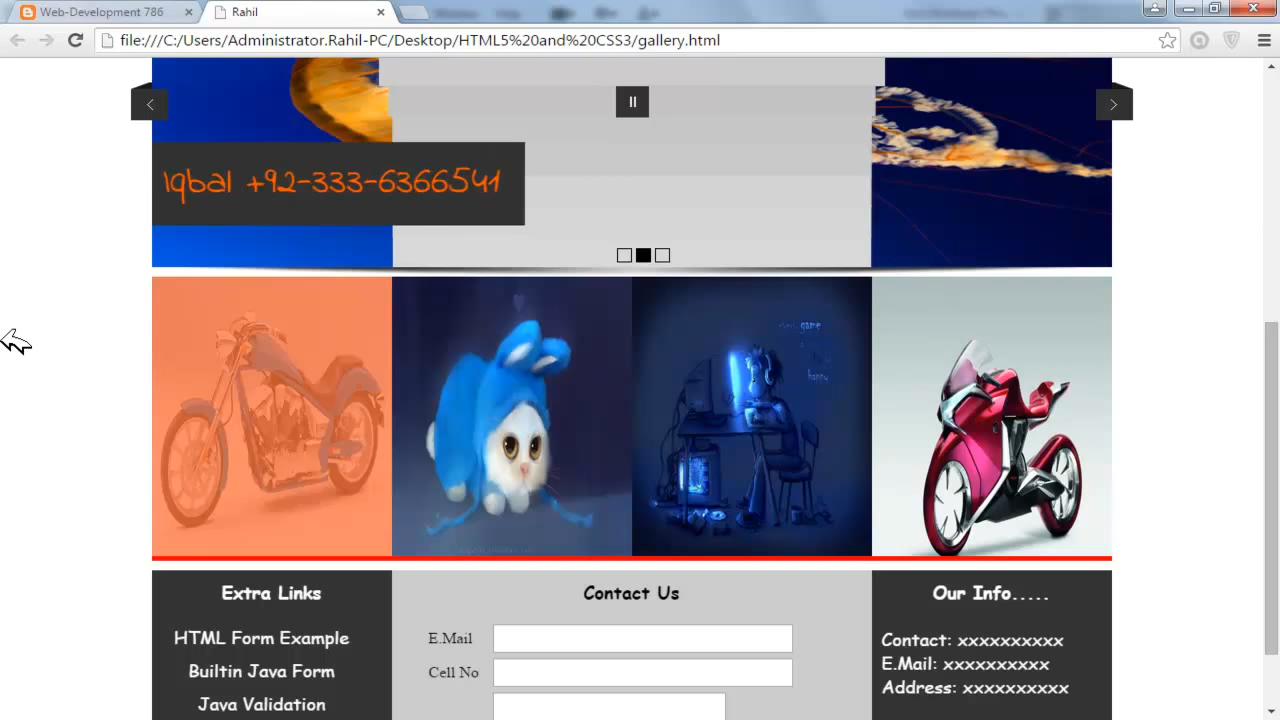 Web-Development 786
Rahil
file:///C:/Users/Administrator.Rahil-PC/Desktop/HTML5%20and%20CSS3/gallery.html
Iqbal +92-333-6366541
game
happy
Extra Links
HTML Form Example
Builtin Java Form
Java Validation
Contact Us
E.Mail
Cell No
Our Info.....
Contact: xxxxxxxxxx
E.Mail: xxxxxxxxxx
Address: xxxxxxxxxx